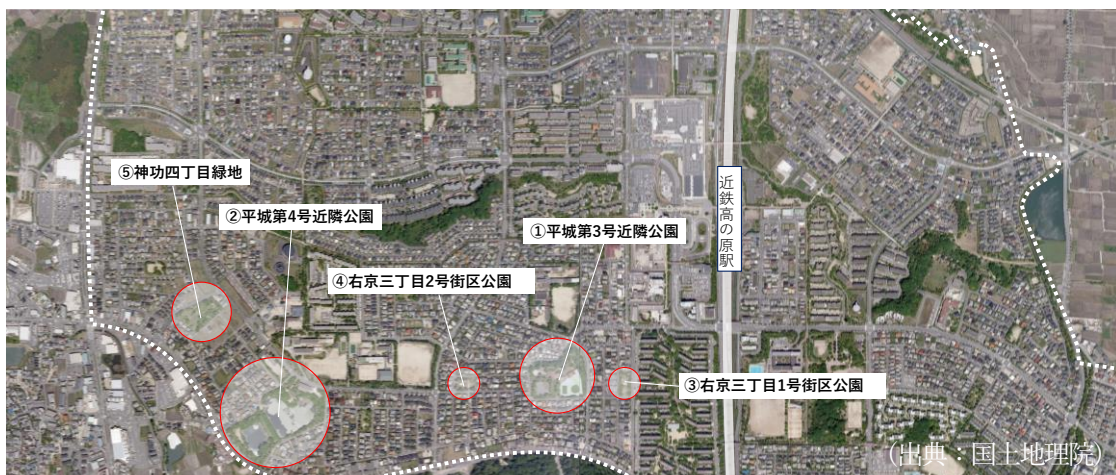 ⑤神功四丁目緑地
②平城第4号近隣公園
①平城第3号近隣公園
④右京三丁目2号街区公園
近鉄高の原駅
③右京三丁目1号街区公園
(出典：国土地理院)